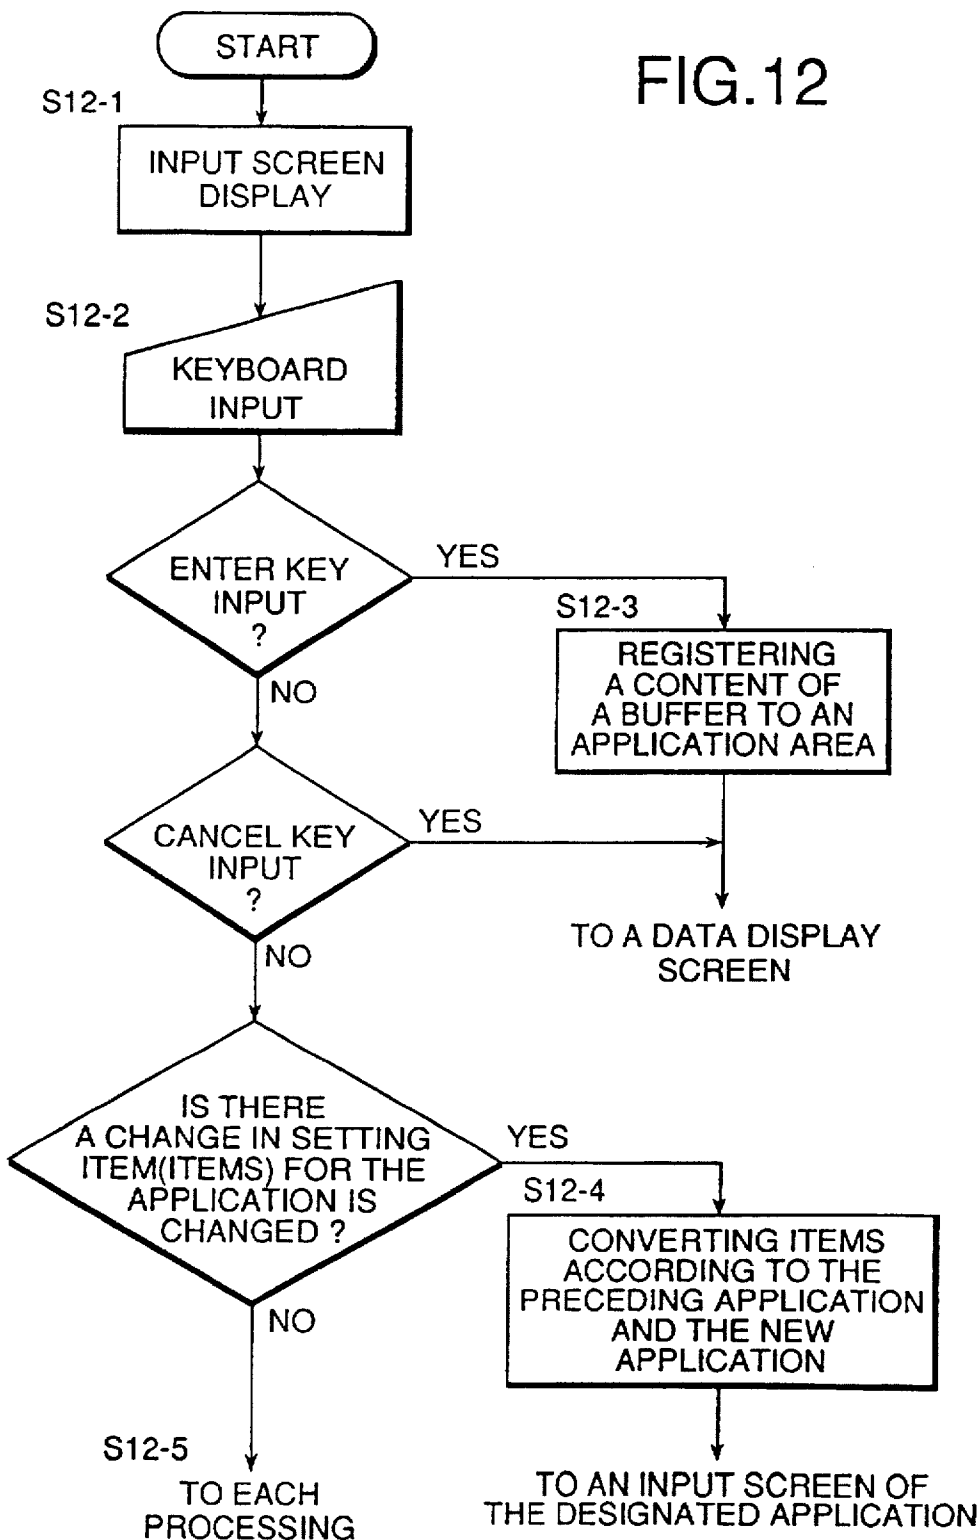 START
FIG.12
S12-1
INPUT SCREEN
DISPLAY
S12-2
KEYBOARD
INPUT
ENTER KEY
INPUT
?
YES
NO
S12-3
REGISTERING
A CONTENT OF
A BUFFER TO AN
APPLICATION AREA
CANCEL KEY
INPUT
?
YES
NO
TO A DATA DISPLAY
SCREEN
IS THERE
A CHANGE IN SETTING
ITEM(ITEMS) FOR THE
APPLICATION IS
CHANGED ?
YES
NO
S12-4
CONVERTING ITEMS
ACCORDING TO THE
PRECEDING APPLICATION
AND THE NEW
APPLICATION
S12-5
TO EACH
PROCESSING
TO AN INPUT SCREEN OF
THE DESIGNATED APPLICATION